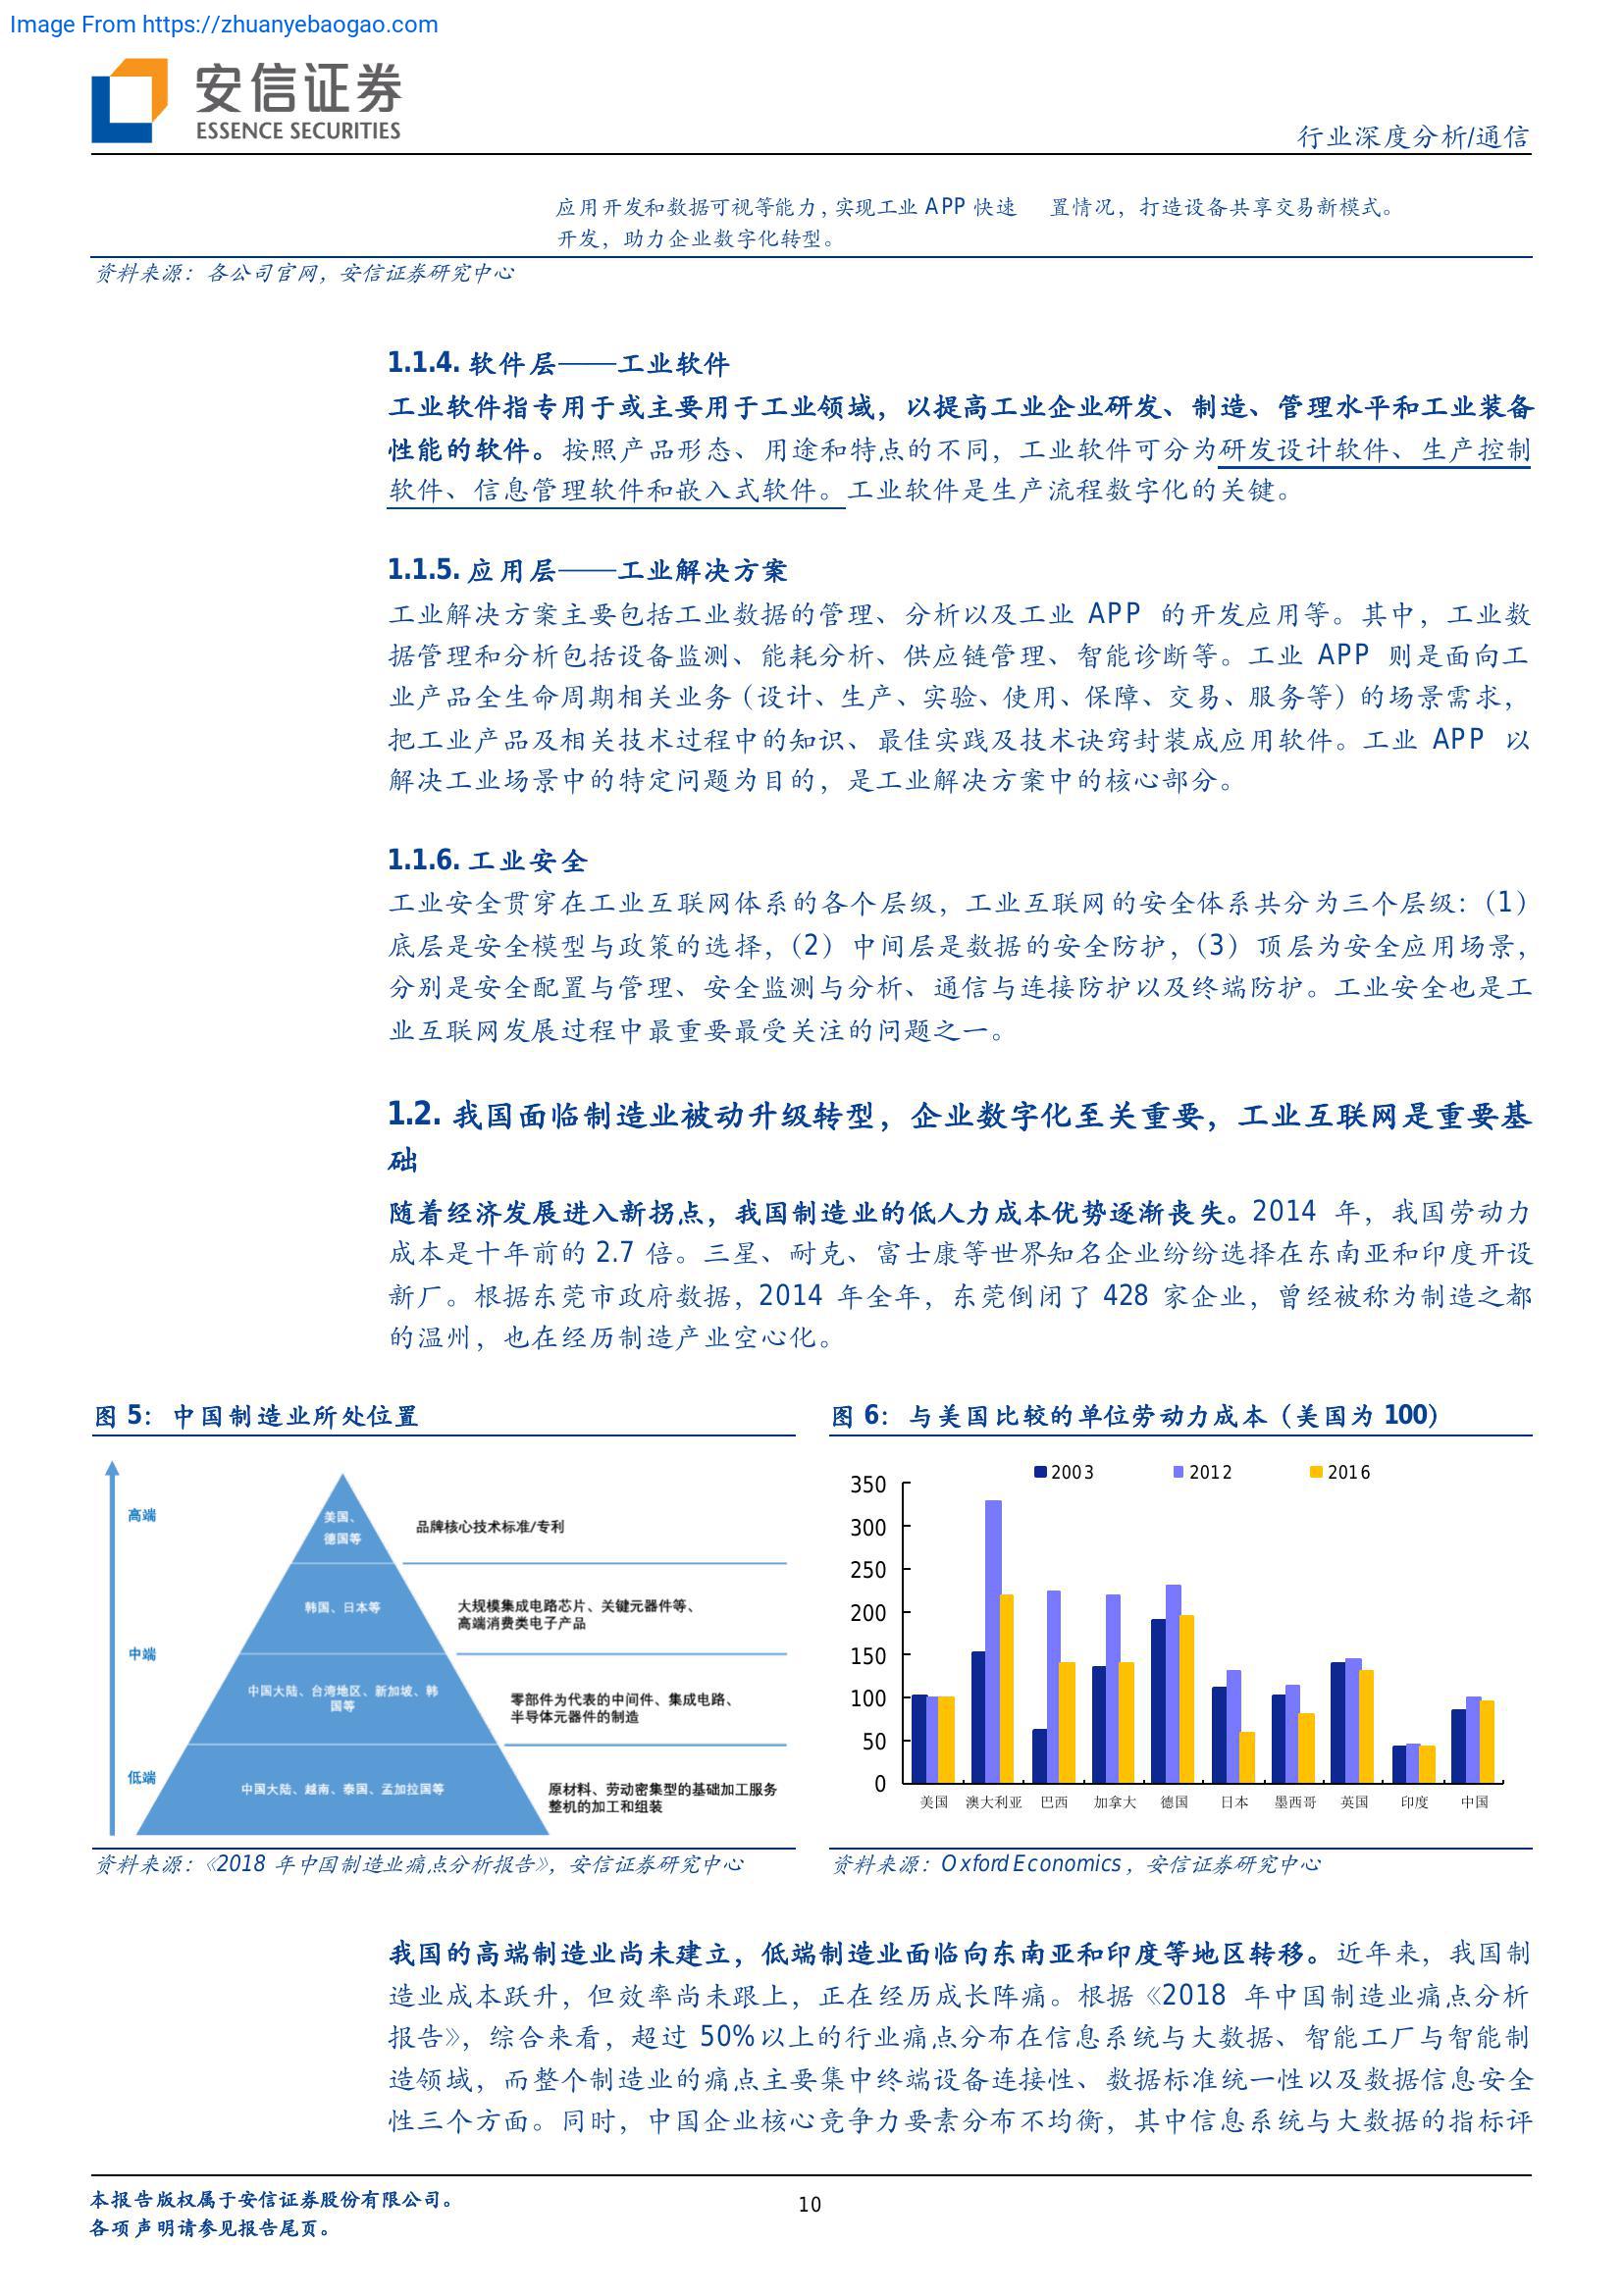 Image From https://zhuanyebaogao.com
安信证券
ESSENCE SECURITIES
行业深度分析/通信
应用开发和数据可视等能力，实现工业 APP 快速
开发，助力企业数字化转型。
置情况，打造设备共享交易新模式。
资料来源：各公司官网，安信证券研究中心
1.1.4. 软件层——工业软件
工业软件指专用于或主要用于工业领域，以提高工业企业研发、制造、管理水平和工业装备
性能的软件。按照产品形态、用途和特点的不同，工业软件可分为研发设计软件、生产控制
软件、信息管理软件和嵌入式软件。工业软件是生产流程数字化的关键。
1.1.5. 应用层——工业解决方案
工业解决方案主要包括工业数据的管理、分析以及工业 APP 的开发应用等。其中，工业数
据管理和分析包括设备监测、能耗分析、供应链管理、智能诊断等。工业 APP 则是面向工
业产品全生命周期相关业务（设计、生产、实验、使用、保障、交易、服务等）的场景需求，
把工业产品及相关技术过程中的知识、最佳实践及技术诀窍封装成应用软件。工业 APP 以
解决工业场景中的特定问题为目的，是工业解决方案中的核心部分。
1.1.6. 工业安全
工业安全贯穿在工业互联网体系的各个层级，工业互联网的安全体系共分为三个层级：（1）
底层是安全模型与政策的选择，（2）中间层是数据的安全防护，（3）顶层为安全应用场景，
分别是安全配置与管理、安全监测与分析、通信与连接防护以及终端防护。工业安全也是工
业互联网发展过程中最重要最受关注的问题之一。
1.2. 我国面临制造业被动升级转型，企业数字化至关重要，工业互联网是重要基
础
随着经济发展进入新拐点，我国制造业的低人力成本优势逐渐丧失。2014 年，我国劳动力
成本是十年前的 2.7 倍。三星、耐克、富士康等世界知名企业纷纷选择在东南亚和印度开设
新厂。根据东莞市政府数据，2014 年全年，东莞倒闭了 428 家企业，曾经被称为制造之都
的温州，也在经历制造产业空心化。
图 5：中国制造业所处位置
高端
中端
低端
美国、
德国等
品牌核心技术标准/专利
韩国、日本等
大规模集成电路芯片、关键元器件等、
高端消费类电子产品
中国大陆、台湾地区、新加坡、韩
国等
零部件为代表的中间件、集成电路、
半导体元器件的制造
中国大陆、越南、泰国、孟加拉国等
原材料、劳动密集型的基础加工服务
整机的加工和组装
资料来源：《2018 年中国制造业痛点分析报告》，安信证券研究中心
图 6：与美国比较的单位劳动力成本（美国为 100）
2003 2012 2016
350
300
250
200
150
100
50
0
美国 澳大利亚 巴西 加拿大 德国 日本 墨西哥 英国 印度 中国
资料来源：Oxford Economics，安信证券研究中心
我国的高端制造业尚未建立，低端制造业面临向东南亚和印度等地区转移。近年来，我国制
造业成本跃升，但效率尚未跟上，正在经历成长阵痛。根据《2018 年中国制造业痛点分析
报告》，综合来看，超过 50%以上的行业痛点分布在信息系统与大数据、智能工厂与智能制
造领域，而整个制造业的痛点主要集中终端设备连接性、数据标准统一性以及数据信息安全
性三个方面。同时，中国企业核心竞争力要素分布不均衡，其中信息系统与大数据的指标评
本报告版权属于安信证券股份有限公司。
各项声明请参见报告尾页。
10